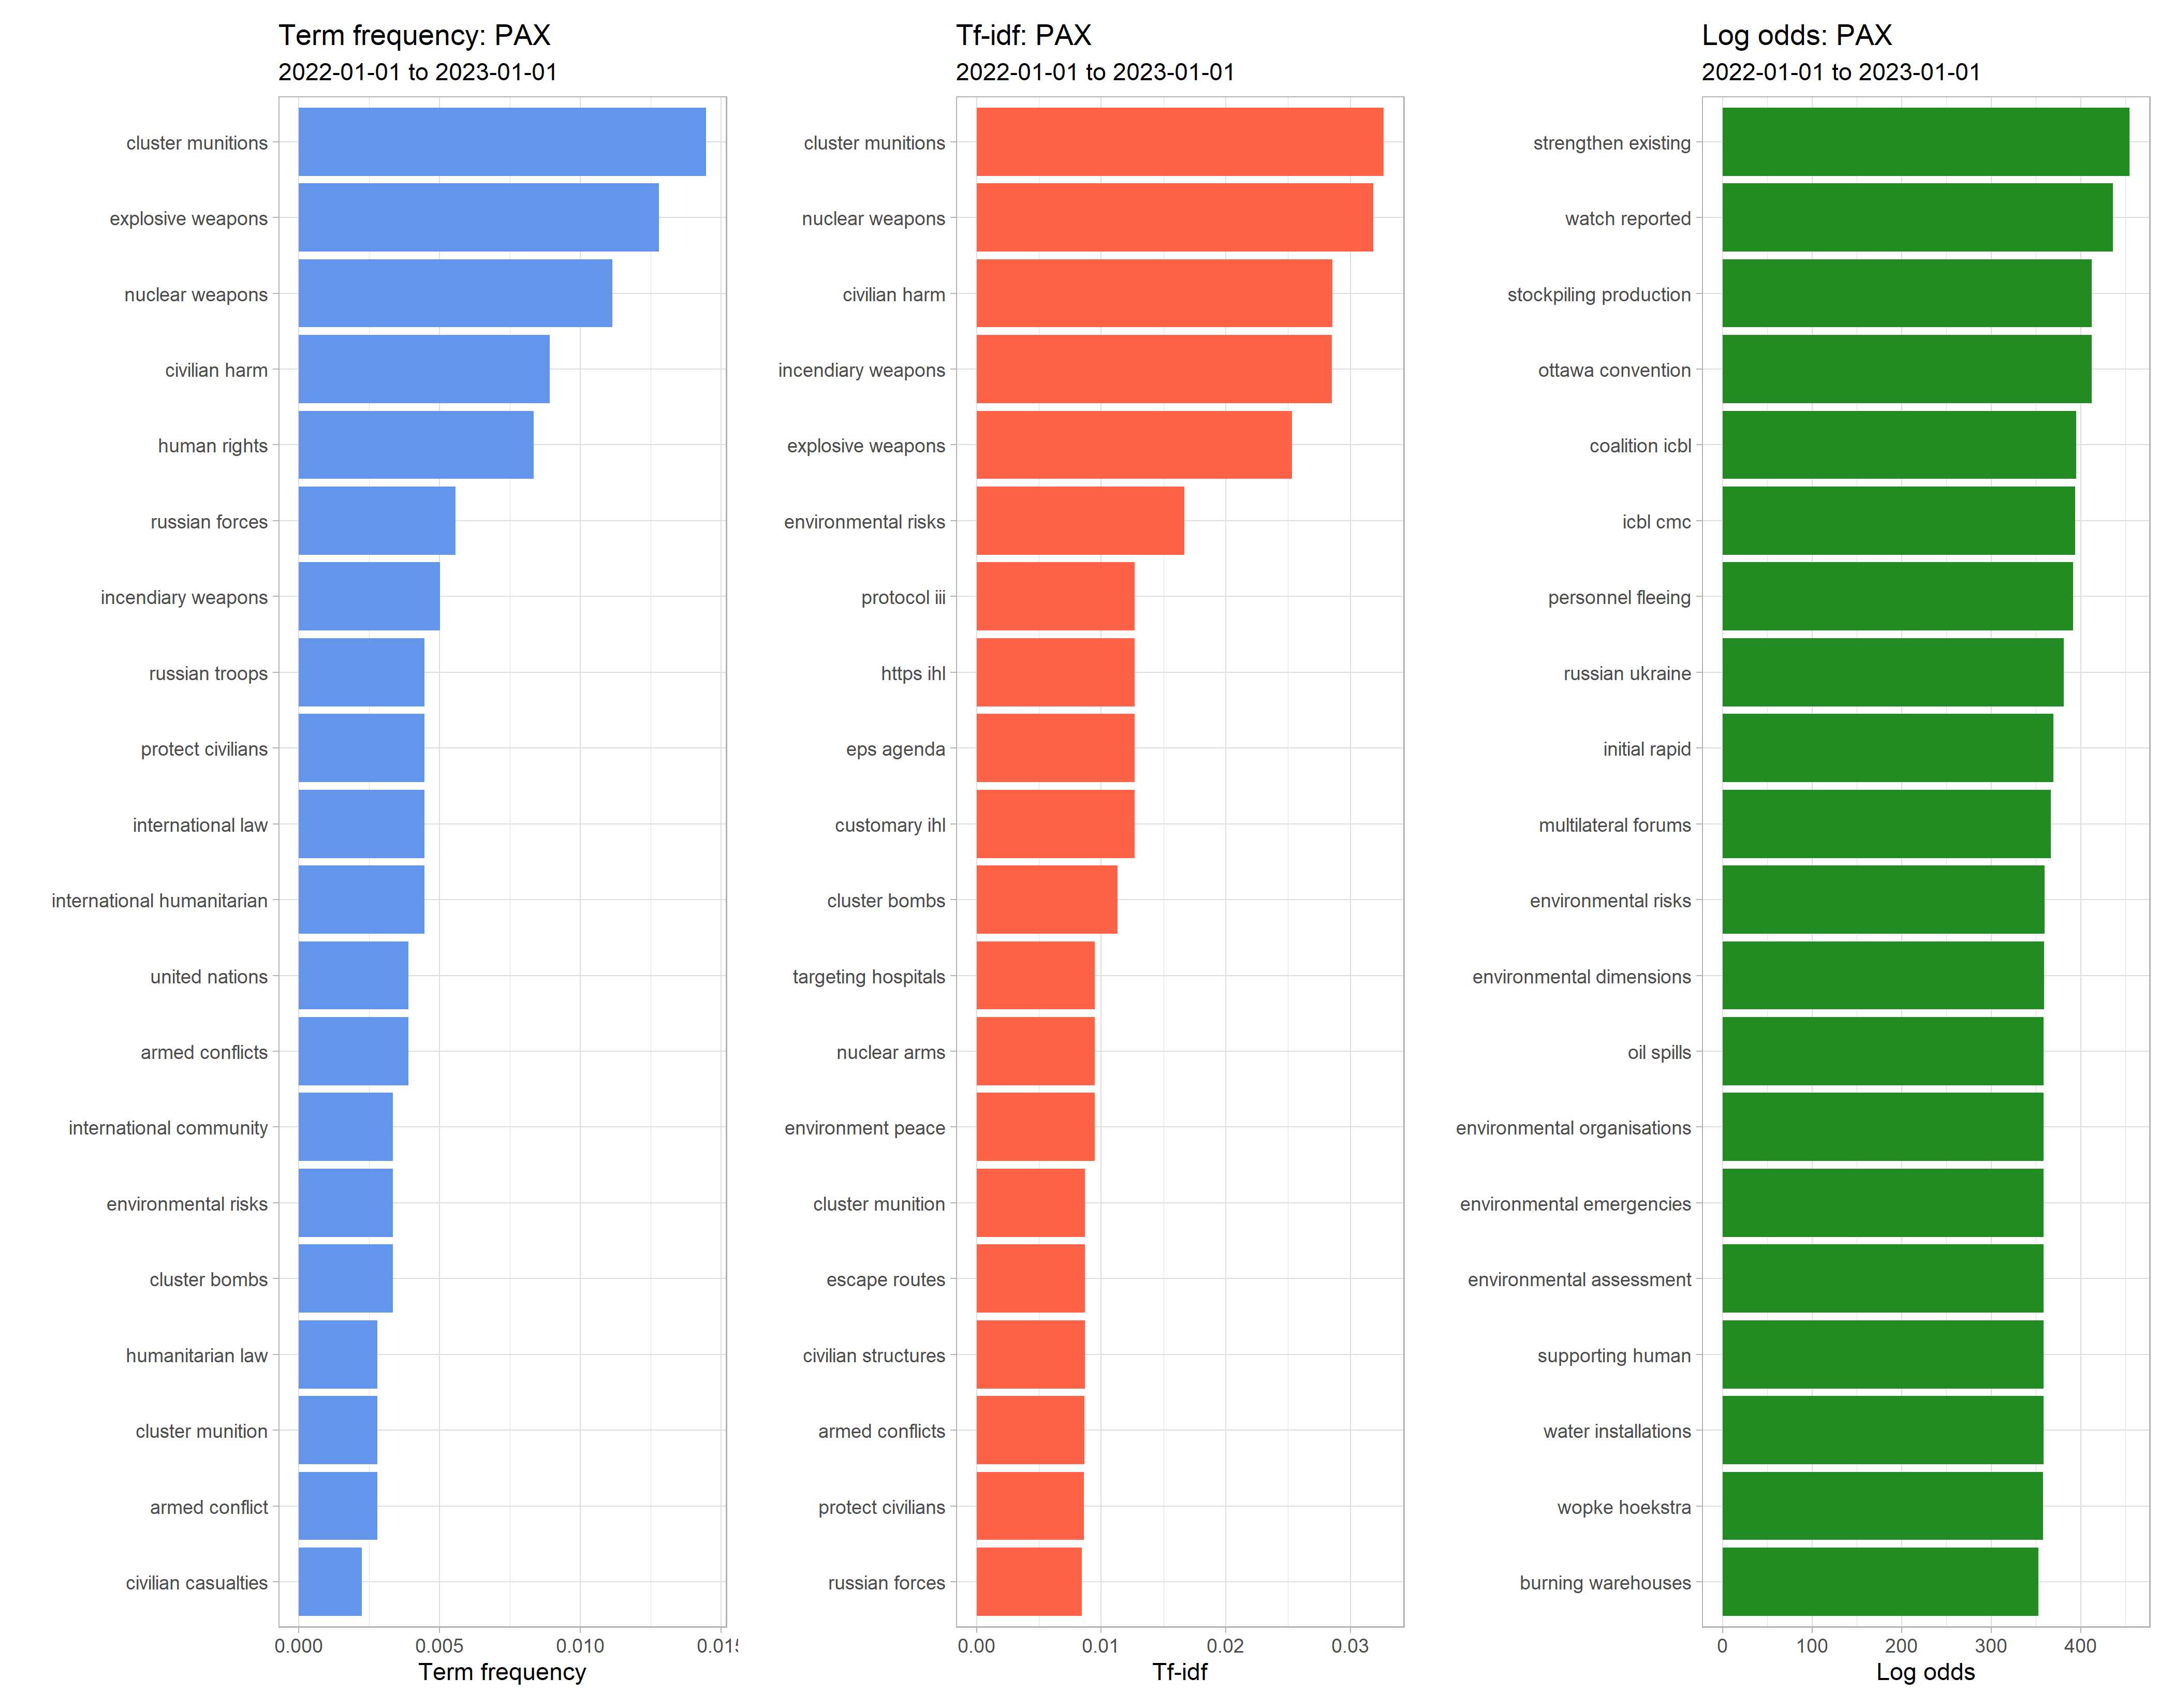 Term frequency: PAX
2022-01-01 to 2023-01-01
cluster munitions
explosive weapons
nuclear weapons
civilian harm
human rights
russian forces
incendiary weapons
russian troops
protect civilians
international law
international humanitarian
united nations
armed conflicts
international community
environmental risks
cluster bombs
humanitarian law
cluster munition
armed conflict
civilian casualties
0.000 0.005 0.010 0.015
Term frequency
Tf-idf: PAX
2022-01-01 to 2023-01-01
cluster munitions
nuclear weapons
civilian harm
incendiary weapons
explosive weapons
environmental risks
protocol iii
https ihl
eps agenda
customary ihl
cluster bombs
targeting hospitals
nuclear arms
environment peace
cluster munition
escape routes
civilian structures
armed conflicts
protect civilians
russian forces
0.00 0.01 0.02 0.03
Tf-idf
Log odds: PAX
2022-01-01 to 2023-01-01
strengthen existing
watch reported
stockpiling production
ottawa convention
coalition icbl
icbl cmc
personnel fleeing
russian ukraine
initial rapid
multilateral forums
environmental risks
environmental dimensions
oil spills
environmental organisations
environmental emergencies
environmental assessment
supporting human
water installations
wopke hoekstra
burning warehouses
0 100 200 300 400
Log odds